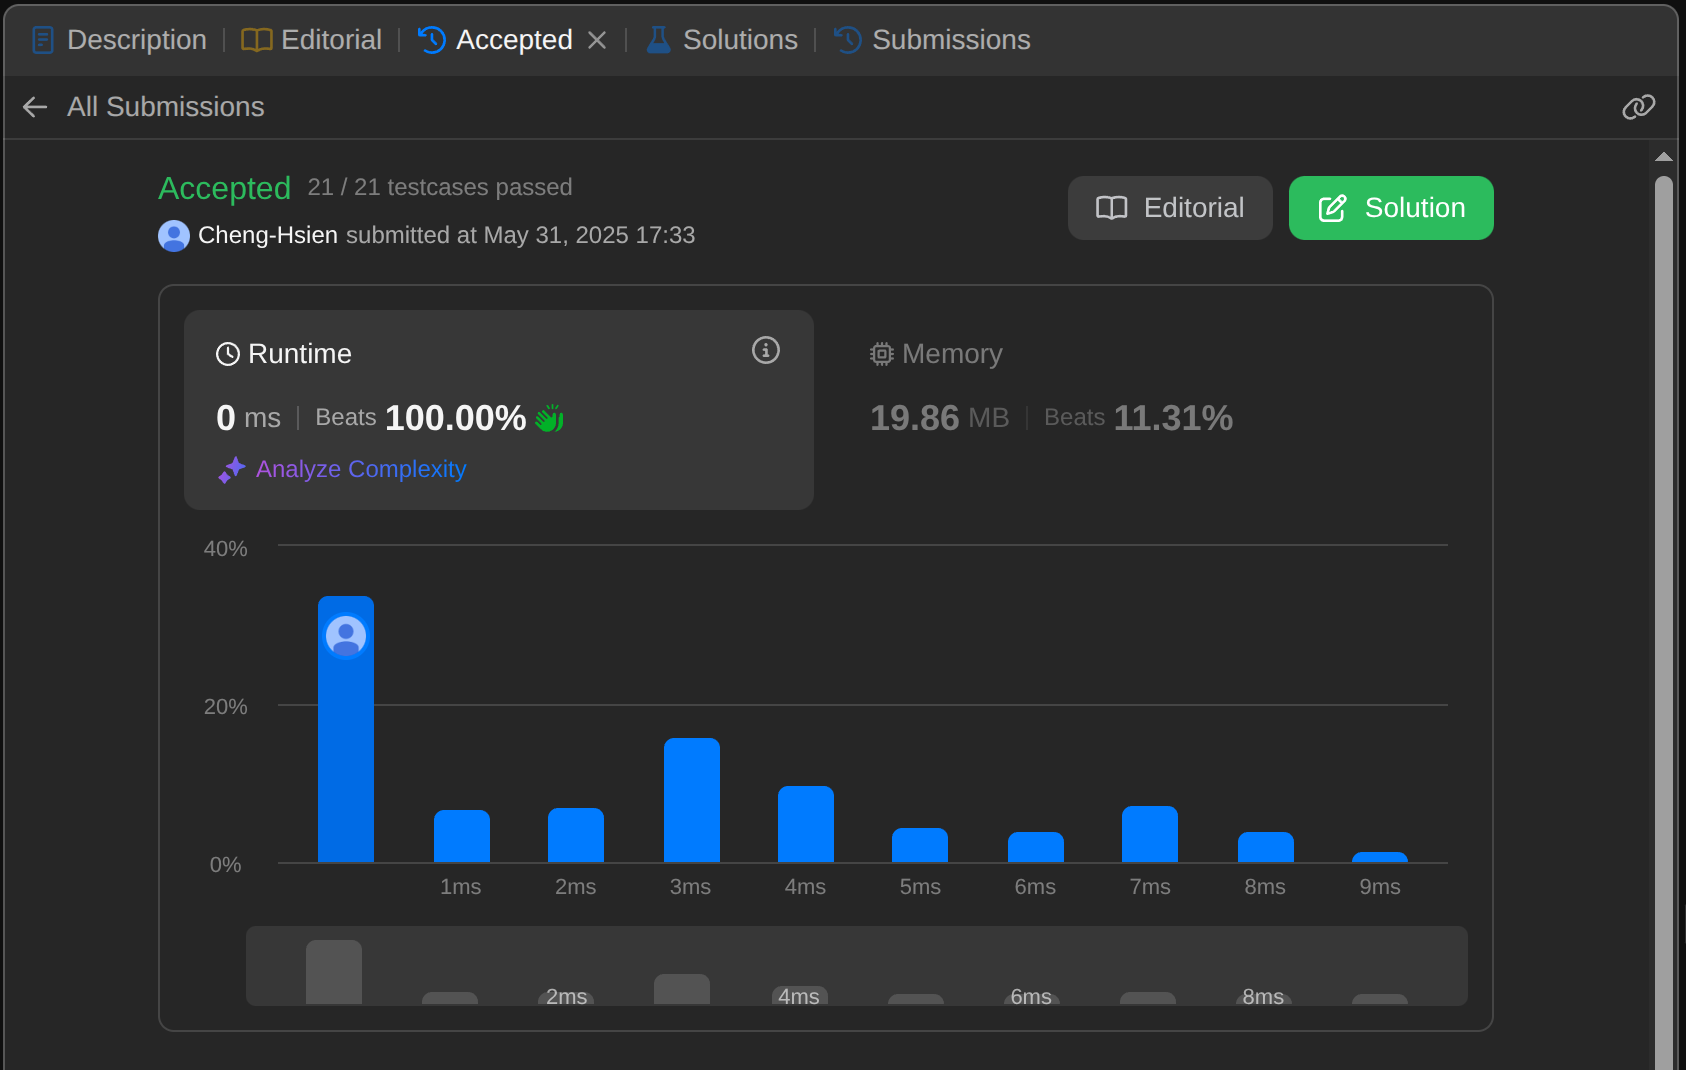 Description | Editorial | Accepted | Solutions | Submissions
All Submissions
Accepted 21 / 21 testcases passed
Cheng-Hsien submitted at May 31, 2025 17:33
Editorial
Solution
Runtime
0 ms | Beats 100.00%
Analyze Complexity
Memory
19.86 MB | Beats 11.31%
40%
20%
0%
1ms 2ms 3ms 4ms 5ms 6ms 7ms 8ms 9ms
2ms 4ms 6ms 8ms